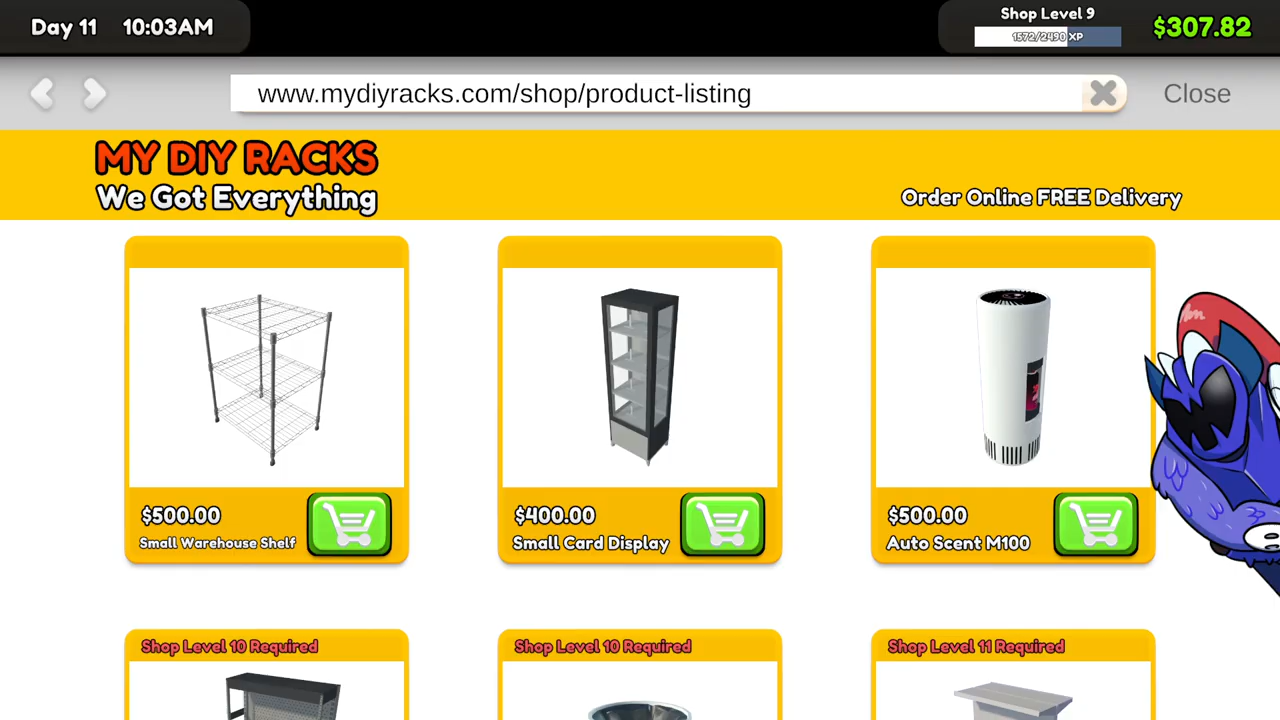 Day 11 10:03AM
Shop Level 9
1572/2490 XP
$307.82
www.mydiyracks.com/shop/product-listing
Close
MY DIY RACKS
We Got Everything
Order Online FREE Delivery
$500.00
Small Warehouse Shelf
$400.00
Small Card Display
$500.00
Auto Scent M100
Shop Level 10 Required
Shop Level 10 Required
Shop Level 11 Required